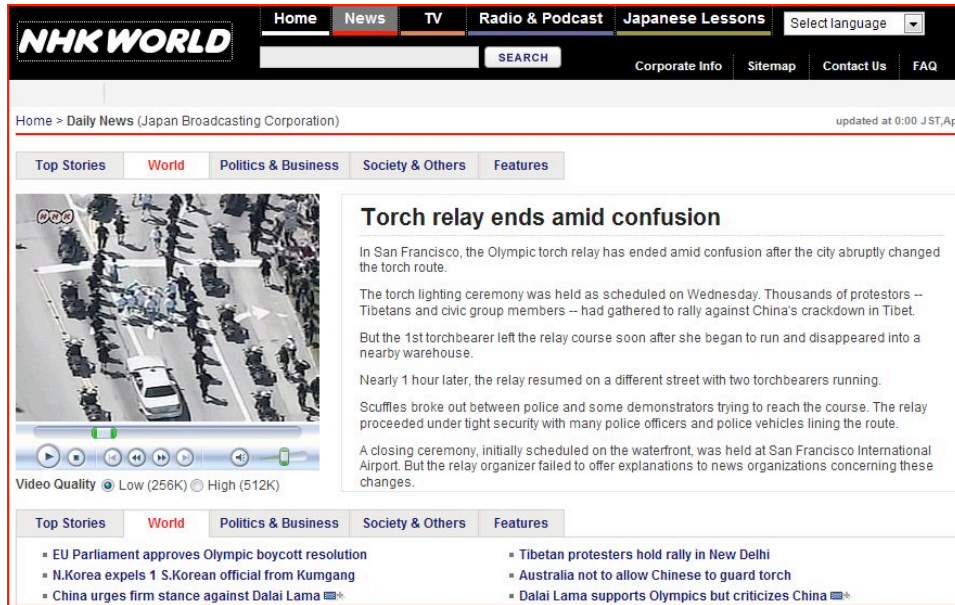 NHK WORLD
Home News TV Radio & Podcast Japanese Lessons Select language
SEARCH
Corporate Info Sitemap Contact Us FAQ
Home > Daily News (Japan Broadcasting Corporation) updated at 0:00 JST,Ap
Top Stories World Politics & Business Society & Others Features
NHK
Torch relay ends amid confusion
In San Francisco, the Olympic torch relay has ended amid confusion after the city abruptly changed
the torch route.
The torch lighting ceremony was held as scheduled on Wednesday. Thousands of protestors --
Tibetans and civic group members -- had gathered to rally against China's crackdown in Tibet.
But the 1st torchbearer left the relay course soon after she began to run and disappeared into a
nearby warehouse.
Nearly 1 hour later, the relay resumed on a different street with two torchbearers running.
Scuffles broke out between police and some demonstrators trying to reach the course. The relay
proceeded under tight security with many police officers and police vehicles lining the route.
A closing ceremony, initially scheduled on the waterfront, was held at San Francisco International
Airport. But the relay organizer failed to offer explanations to news organizations concerning these
changes.
Video Quality Low (256K) High (512K)
Top Stories World Politics & Business Society & Others Features
EU Parliament approves Olympic boycott resolution
N.Korea expels 1 S.Korean official from Kumgang
China urges firm stance against Dalai Lama
Tibetan protesters hold rally in New Delhi
Australia not to allow Chinese to guard torch
Dalai Lama supports Olympics but criticizes China